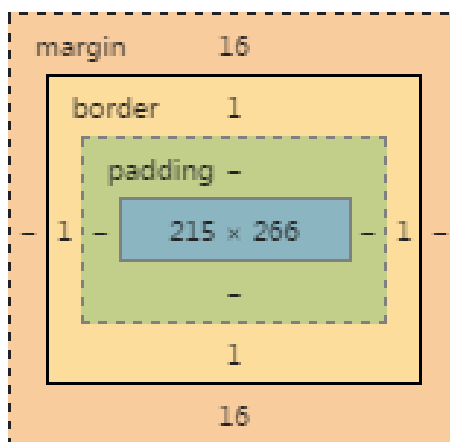 margin 16
border 1
padding –
– 1 – 215 × 266 – 1 –
–
1
16